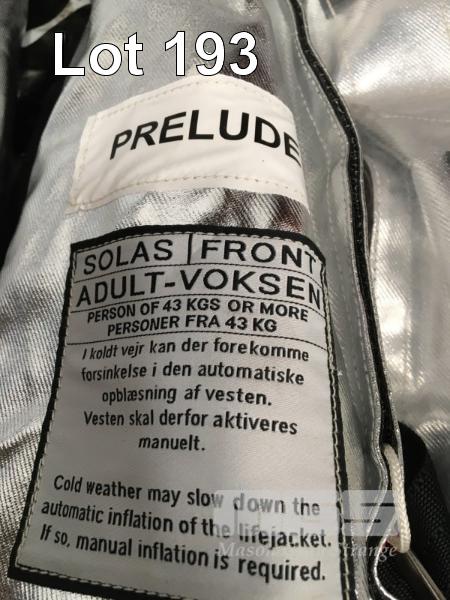 Lot 193
PRELUDE
SOLAS FRONT
ADULT-VOKSEN
PERSON OF 43 KGS OR MORE
PERSONER FRA 43 KG
I koldt vejr kan der forekomme
forsinkelse i den automatiske
opblæsning af vesten.
Vesten skal derfor aktiveres
manuelt.
Cold weather may slow down the
automatic inflation of the lifejacket.
If so, manual inflation is required.